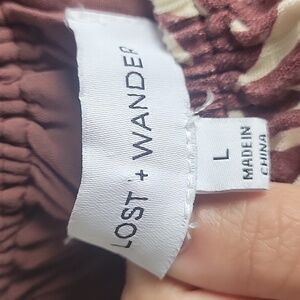 LOST + WANDER
L
MADE IN
CHINA